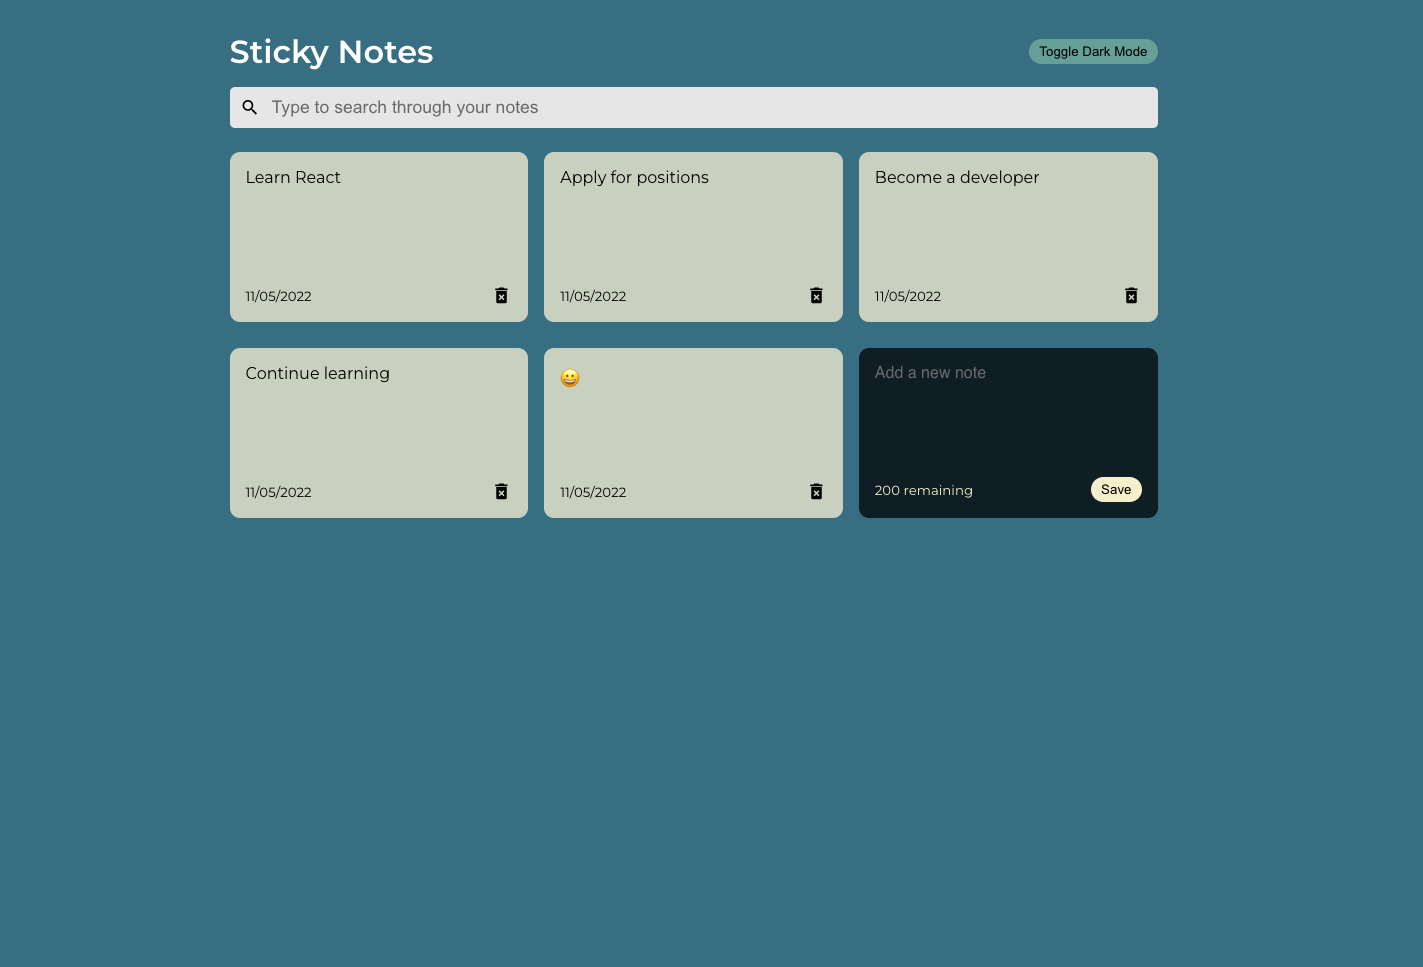 Sticky Notes
Toggle Dark Mode
Type to search through your notes
Learn React
11/05/2022
Apply for positions
11/05/2022
Become a developer
11/05/2022
Continue learning
11/05/2022
😀
11/05/2022
Add a new note
200 remaining
Save